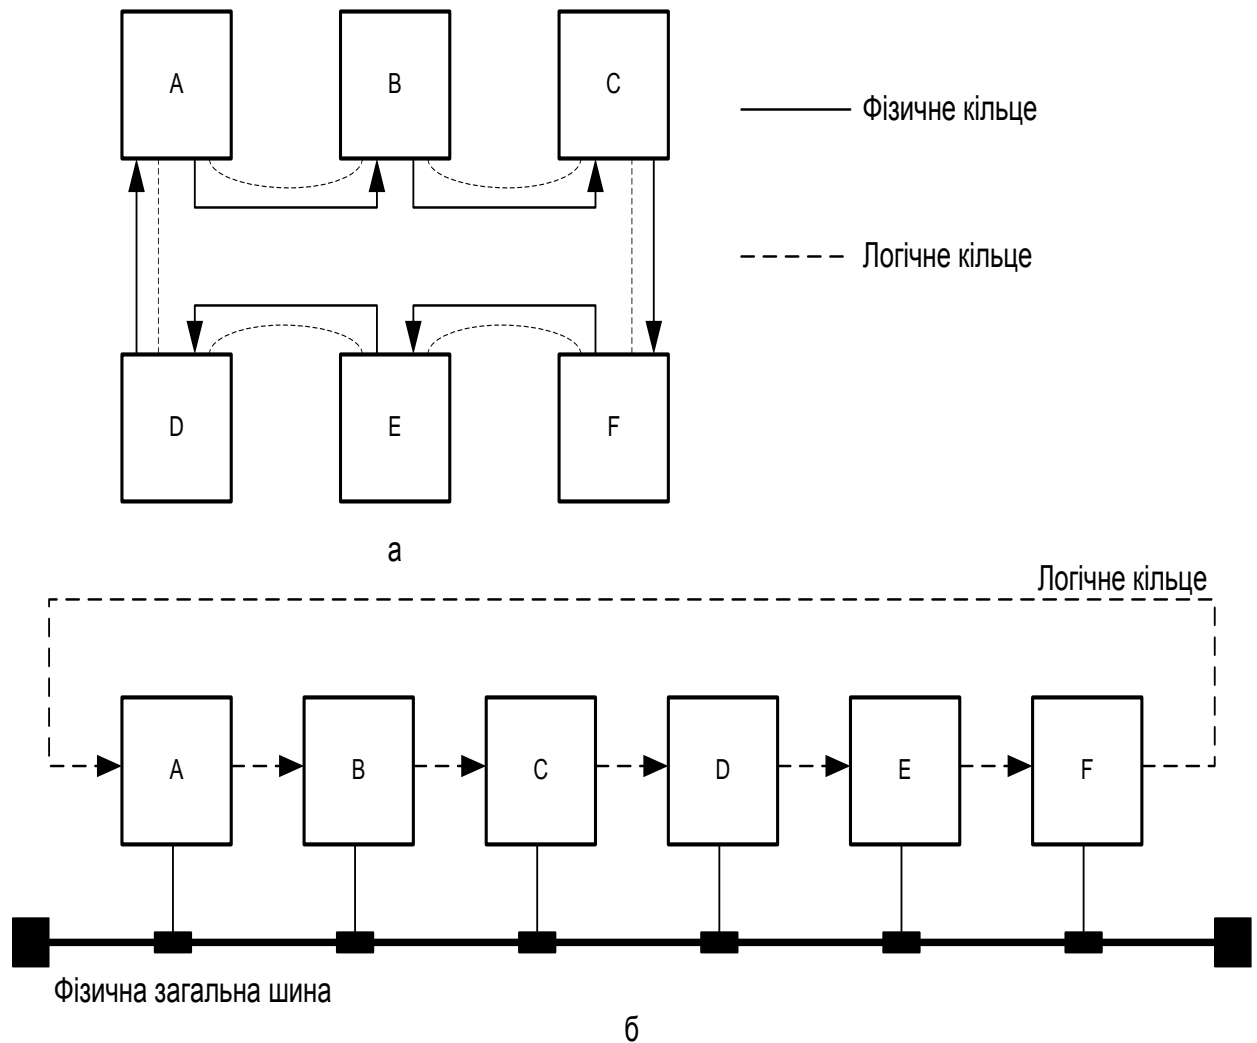 A B C
Фізичне кільце
Логічне кільце
D E F
а
Логічне кільце
A B C D E F
Фізична загальна шина
б